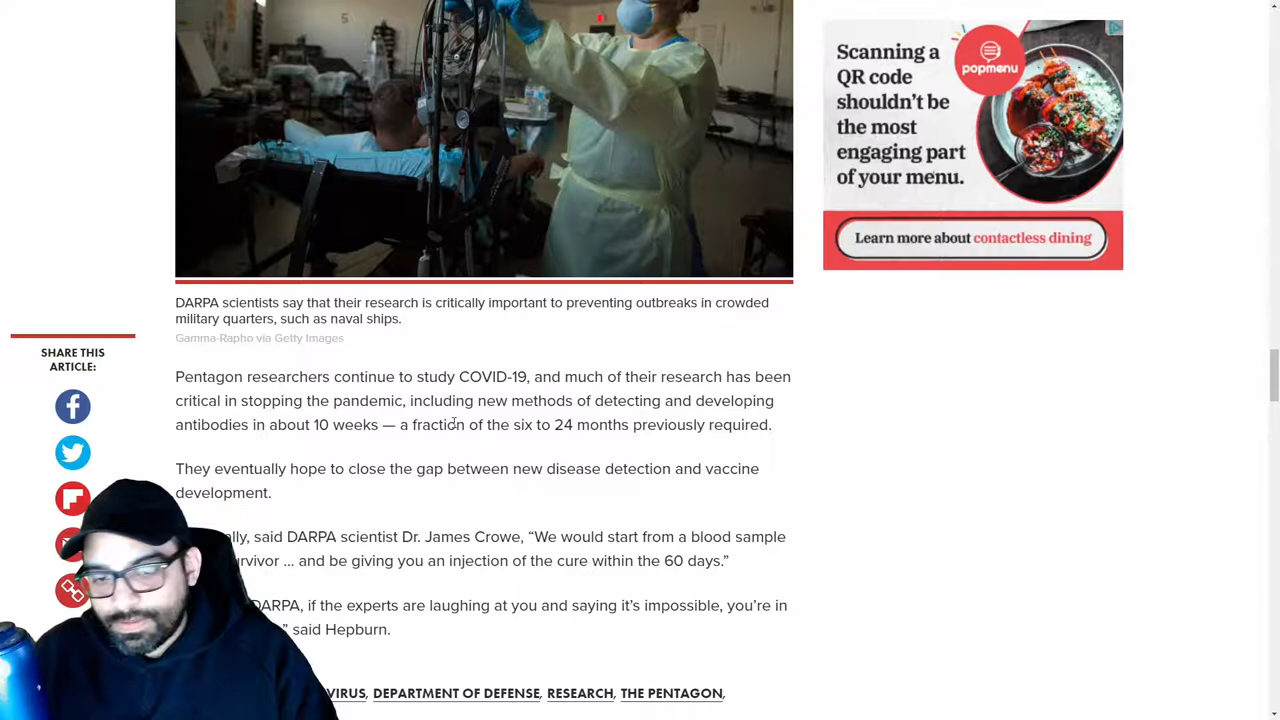 Scanning a
QR code
shouldn't be
the most
engaging part
of your menu.
popmenu
Learn more about contactless dining
DARPA scientists say that their research is critically important to preventing outbreaks in crowded
military quarters, such as naval ships.
Gamma-Rapho via Getty Images
SHARE THIS
ARTICLE:
Pentagon researchers continue to study COVID-19, and much of their research has been
critical in stopping the pandemic, including new methods of detecting and developing
antibodies in about 10 weeks — a fraction of the six to 24 months previously required.
They eventually hope to close the gap between new disease detection and vaccine
development.
said DARPA scientist Dr. James Crowe, “We would start from a blood sample
... and be giving you an injection of the cure within the 60 days.”
DARPA, if the experts are laughing at you and saying it's impossible, you're in
” said Hepburn.
VIRUS, DEPARTMENT OF DEFENSE, RESEARCH, THE PENTAGON,